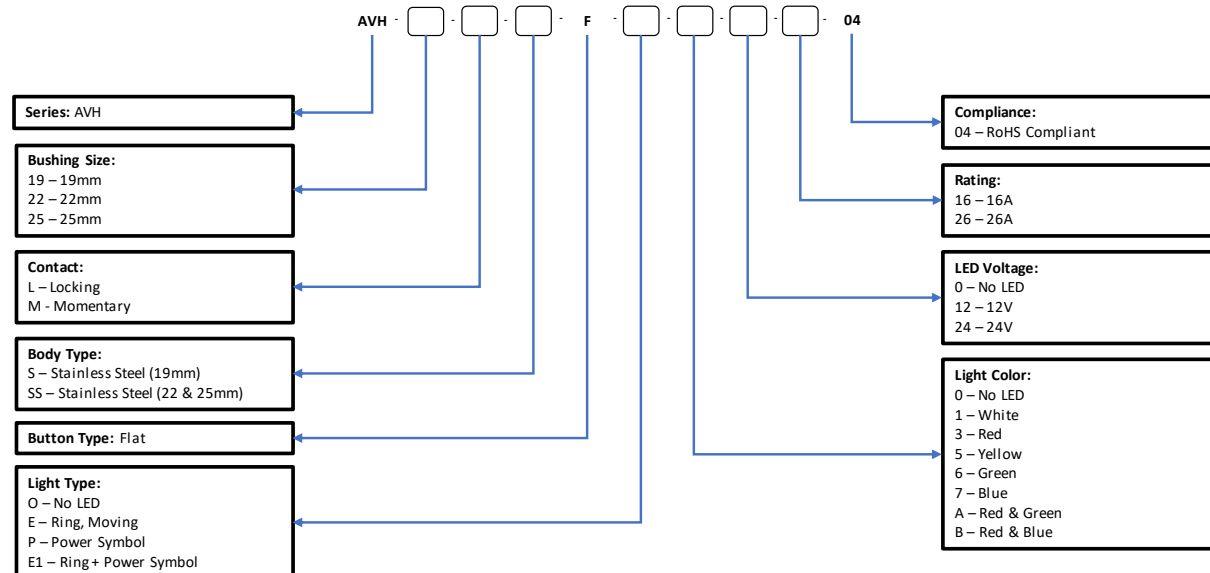 AVH - - - - F - - - - - 04
Series: AVH
Bushing Size:
19 – 19mm
22 – 22mm
25 – 25mm
Contact:
L – Locking
M - Momentary
Body Type:
S – Stainless Steel (19mm)
SS – Stainless Steel (22 & 25mm)
Button Type: Flat
Light Type:
O – No LED
E – Ring, Moving
P – Power Symbol
E1 – Ring + Power Symbol
Compliance:
04 – RoHS Compliant
Rating:
16 – 16A
26 – 26A
LED Voltage:
0 – No LED
12 – 12V
24 – 24V
Light Color:
0 – No LED
1 – White
3 – Red
5 – Yellow
6 – Green
7 – Blue
A – Red & Green
B – Red & Blue